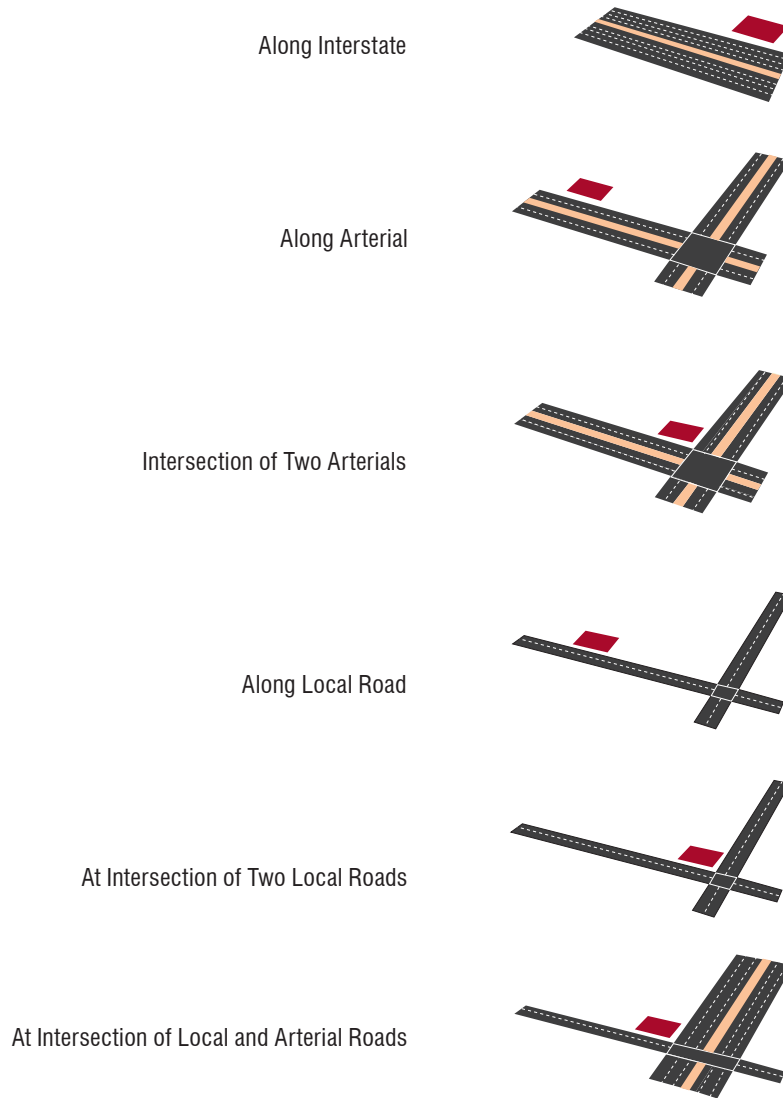 Along Interstate
Along Arterial
Intersection of Two Arterials
Along Local Road
At Intersection of Two Local Roads
At Intersection of Local and Arterial Roads